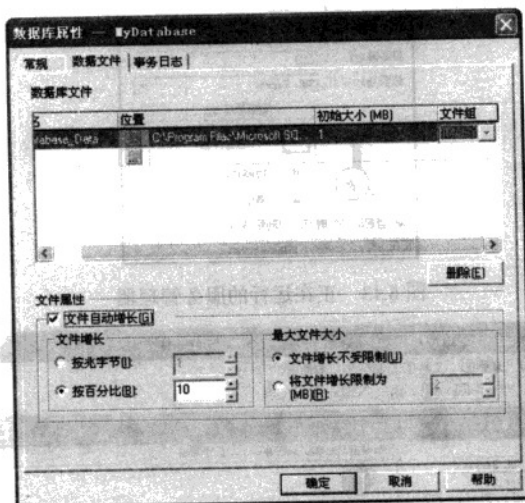 数据库属性 — MyDatabase
常规 数据文件 事务日志
数据库文件
位置 初始大小 (MB) 文件组
rabase_Data C:\Program Files\Microsoft SQ... 1
...
删除(E)
文件属性
文件自动增长(G)
文件增长 最大文件大小
按兆字节(I): 文件增长不受限制(U)
按百分比(B): 10 将文件增长限制为
(MB)(R):
确定 取消 帮助